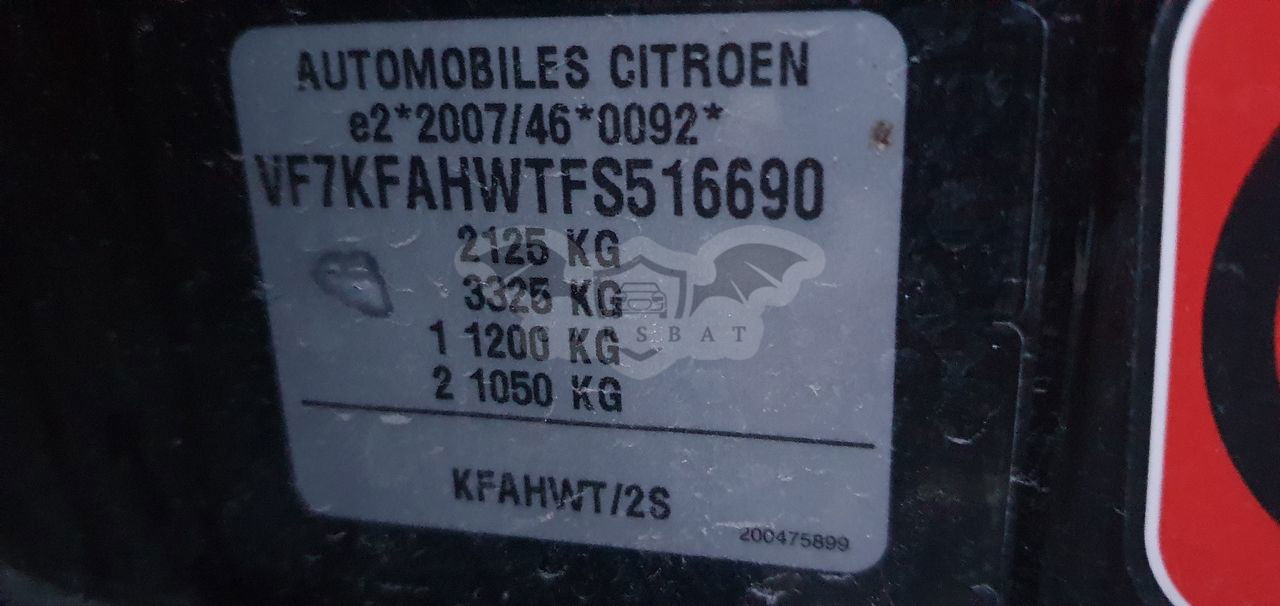 AUTOMOBILES CITROEN
e2*2007/46*0092*
VF7KFAHWTFS516690
2125 KG
3325 KG
1 1200 KG
2 1050 KG
KFAHWT/2S
200475899